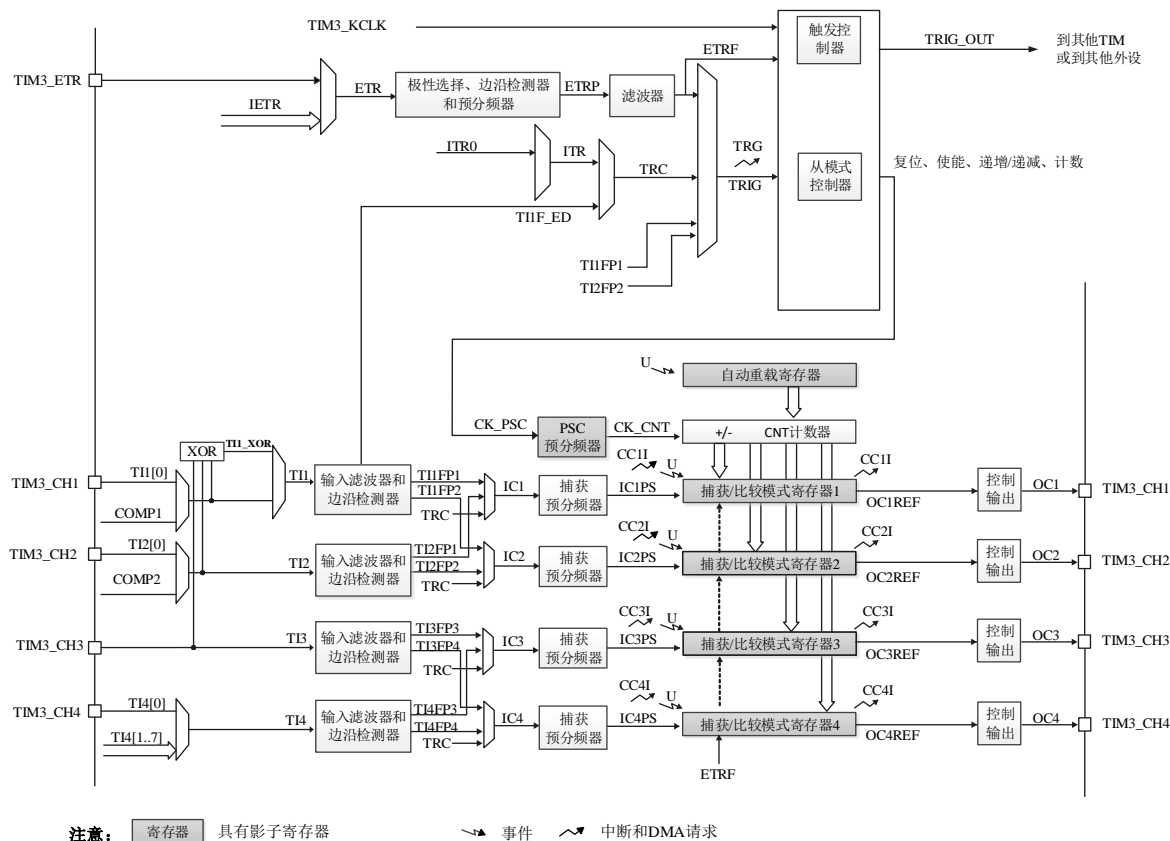 TIM3_KCLK
触发控
制器
TRIG_OUT
到其他TIM
或到其他外设
ETRF
TIM3_ETR
ETR
极性选择、边沿检测器
和预分频器
ETRP
滤波器
IETR
ITR0
ITR
TRC
TRG
TRIG
从模式
控制器
复位、使能、递增/递减、计数
TI1F_ED
TI1FP1
TI2FP2
U
自动重载寄存器
CK_PSC
PSC
预分频器
CK_CNT
+/-
CNT计数器
XOR
TI1_XOR
TIM3_CH1
TI1[0]
COMP1
TI1
输入滤波器和
边沿检测器
TI1FP1
TI1FP2
TRC
IC1
捕获
预分频器
IC1PS
CC1I
U
捕获/比较模式寄存器1
CC1I
OC1REF
控制
输出
OC1
TIM3_CH1
TIM3_CH2
TI2[0]
COMP2
TI2
输入滤波器和
边沿检测器
TI2FP1
TI2FP2
TRC
IC2
捕获
预分频器
IC2PS
CC2I
U
捕获/比较模式寄存器2
CC2I
OC2REF
控制
输出
OC2
TIM3_CH2
TIM3_CH3
TI3
输入滤波器和
边沿检测器
TI3FP3
TI3FP4
TRC
IC3
捕获
预分频器
IC3PS
CC3I
U
捕获/比较模式寄存器3
CC3I
OC3REF
控制
输出
OC3
TIM3_CH3
TIM3_CH4
TI4[0]
TI4[1..7]
TI4
输入滤波器和
边沿检测器
TI4FP3
TI4FP4
TRC
IC4
捕获
预分频器
IC4PS
CC4I
U
捕获/比较模式寄存器4
CC4I
OC4REF
控制
输出
OC4
TIM3_CH4
ETRF
注意：
寄存器
具有影子寄存器
事件
中断和DMA请求